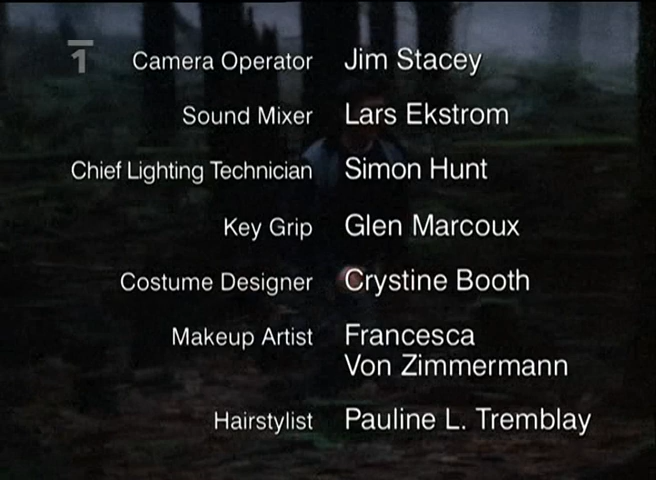 1
Camera Operator Jim Stacey
Sound Mixer Lars Ekstrom
Chief Lighting Technician Simon Hunt
Key Grip Glen Marcoux
Costume Designer Crystine Booth
Makeup Artist Francesca
Von Zimmermann
Hairstylist Pauline L. Tremblay